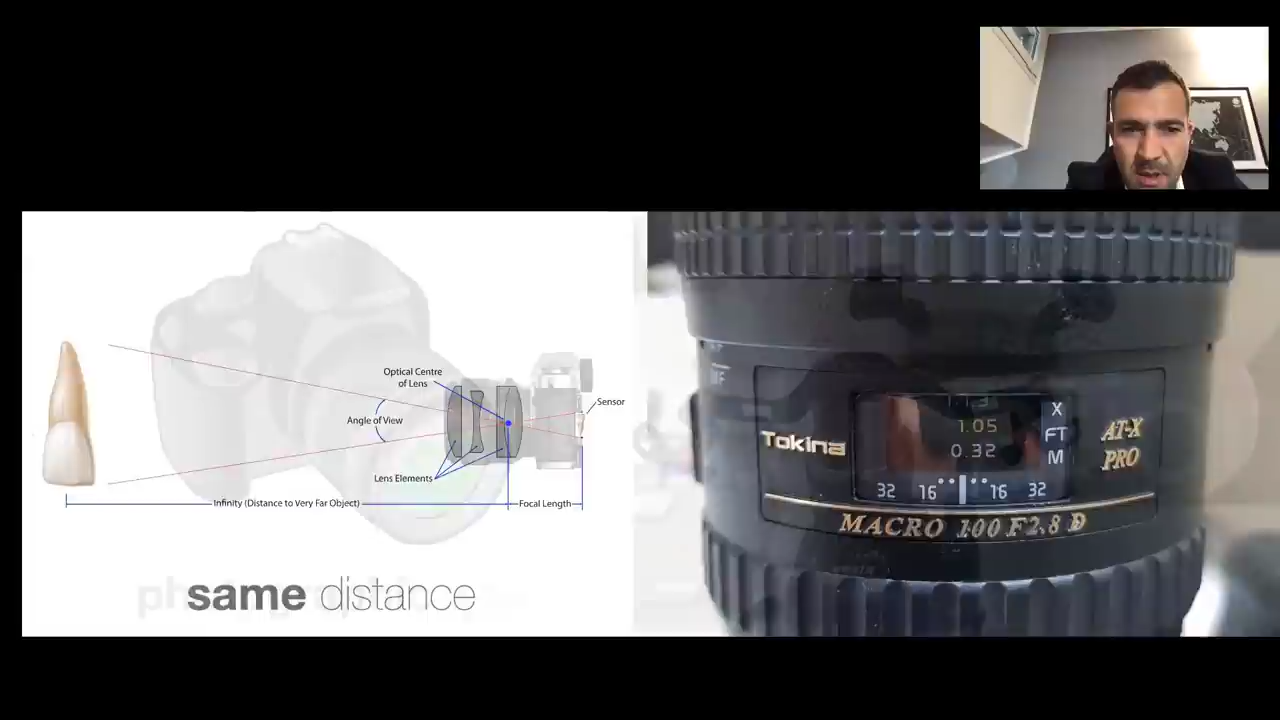 Optical Centre
of Lens
Sensor
Angle of View
Lens Elements
Infinity (Distance to Very Far Object)
Focal Length
same distance
MF
X
1.05 FT
0.32 M
Tokina
AT-X
PRO
32 16 16 32
MACRO 100 F2.8 D